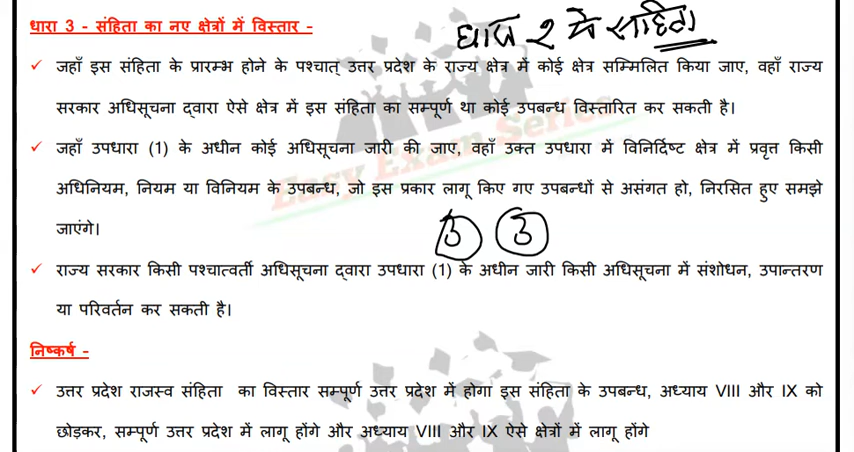 धारा 3 - संहिता का नए क्षेत्रों में विस्तार -
धारा 2 में संहिता
✓ जहाँ इस संहिता के प्रारम्भ होने के पश्चात् उत्तर प्रदेश के राज्य क्षेत्र में कोई क्षेत्र सम्मिलित किया जाए, वहाँ राज्य
सरकार अधिसूचना द्वारा ऐसे क्षेत्र में इस संहिता का सम्पूर्ण था कोई उपबन्ध विस्तारित कर सकती है।
✓ जहाँ उपधारा (1) के अधीन कोई अधिसूचना जारी की जाए, वहाँ उक्त उपधारा में विनिर्दिष्ट क्षेत्र में प्रवृत्त किसी
अधिनियम, नियम या विनियम के उपबन्ध, जो इस प्रकार लागू किए गए उपबन्धों से असंगत हो, निरसित हुए समझे
जाएंगे।
✓ राज्य सरकार किसी पश्चात्वर्ती अधिसूचना द्वारा उपधारा (1) के अधीन जारी किसी अधिसूचना में संशोधन, उपान्तरण
या परिवर्तन कर सकती है।
निष्कर्ष -
✓ उत्तर प्रदेश राजस्व संहिता का विस्तार सम्पूर्ण उत्तर प्रदेश में होगा इस संहिता के उपबन्ध, अध्याय VIII और IX को
छोड़कर, सम्पूर्ण उत्तर प्रदेश में लागू होंगे और अध्याय VIII और IX ऐसे क्षेत्रों में लागू होंगे
Easy Exam Series